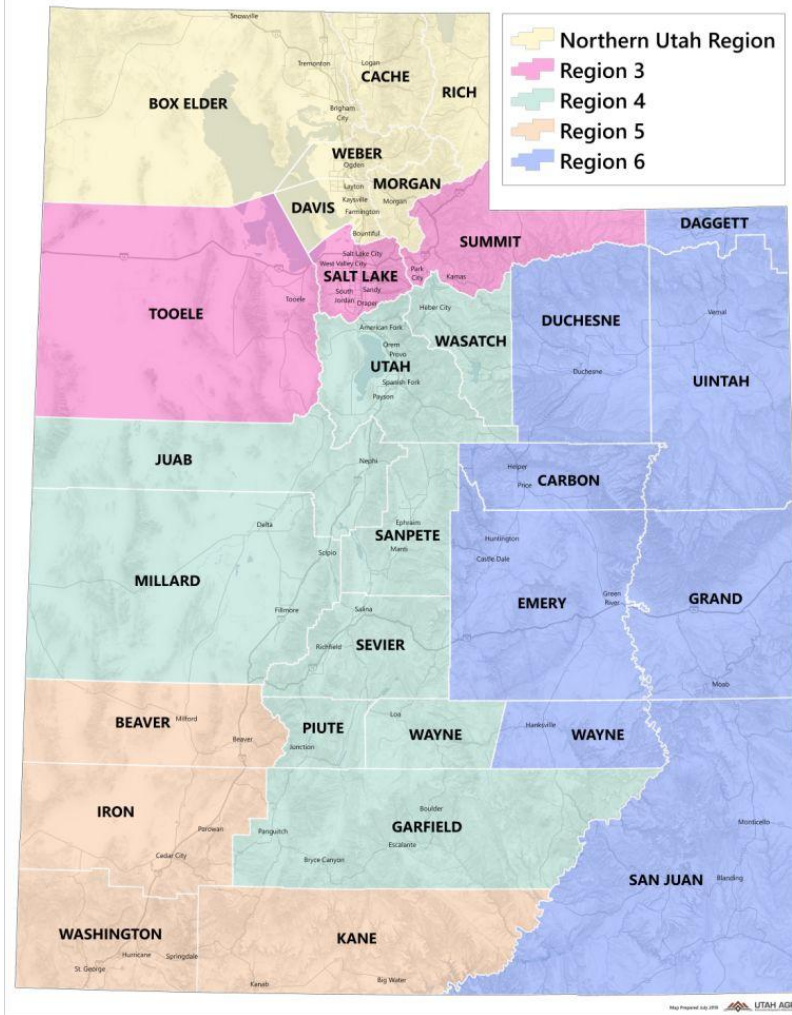 Northern Utah Region
Region 3
Region 4
Region 5
Region 6
Snowville
Tremonton
Logan
CACHE
RICH
BOX ELDER
Brigham
City
WEBER
Ogden
MORGAN
Layton
Kaysville
Morgan
DAVIS
Farmington
Bountiful
DAGGETT
SUMMIT
Salt Lake City
West Valley City
SALT LAKE
Park
City
Kamas
South
Jordan
Sandy
Draper
Tooele
TOOELE
Heber City
American Fork
WASATCH
DUCHESNE
Vernal
Orem
Provo
UTAH
Duchesne
UINTAH
Spanish Fork
Payson
JUAB
Nephi
Helper
Price
CARBON
Delta
Ephraim
SANPETE
Manti
Huntington
Castle Dale
Scipio
MILLARD
EMERY
Green
River
GRAND
Fillmore
Salina
SEVIER
Richfield
Moab
BEAVER
Milford
Beaver
PIUTE
Junction
Loa
WAYNE
Hanksville
WAYNE
IRON
Parowan
Cedar City
Panguitch
Boulder
GARFIELD
Escalante
Bryce Canyon
Monticello
SAN JUAN
Blanding
WASHINGTON
Hurricane
Springdale
St. George
KANE
Kanab
Big Water
Map Prepared July 2019
UTAH AG